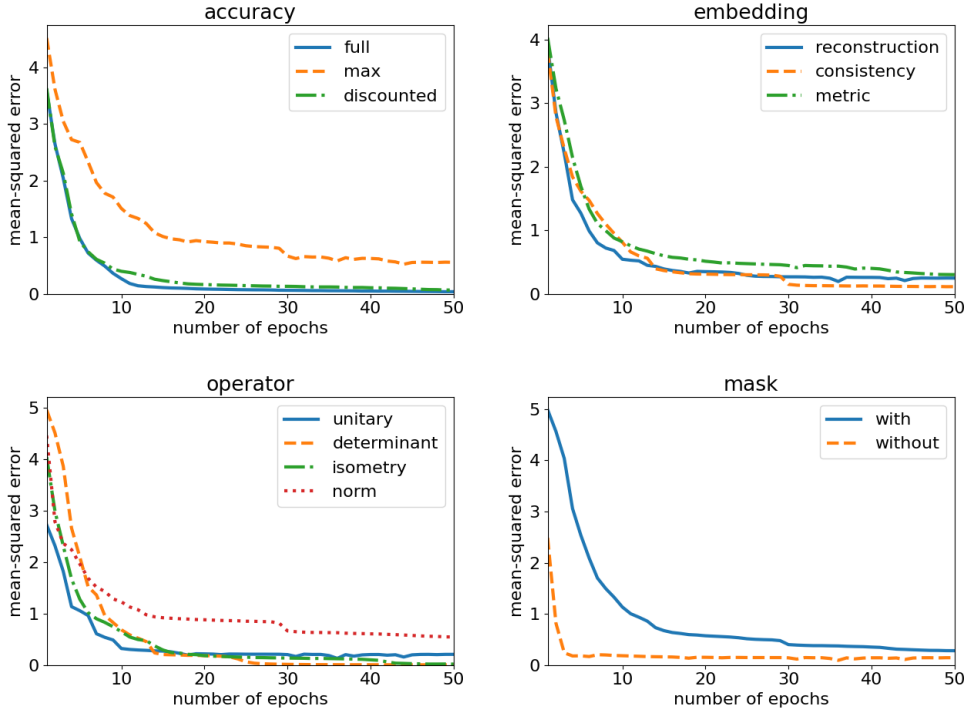 accuracy
mean-squared error
4
3
2
1
0
full
max
discounted
10
20
30
40
50
number of epochs
embedding
mean-squared error
4
3
2
1
0
reconstruction
consistency
metric
10
20
30
40
50
number of epochs
operator
mean-squared error
5
4
3
2
1
0
unitary
determinant
isometry
norm
10
20
30
40
50
number of epochs
mask
mean-squared error
5
4
3
2
1
0
with
without
10
20
30
40
50
number of epochs